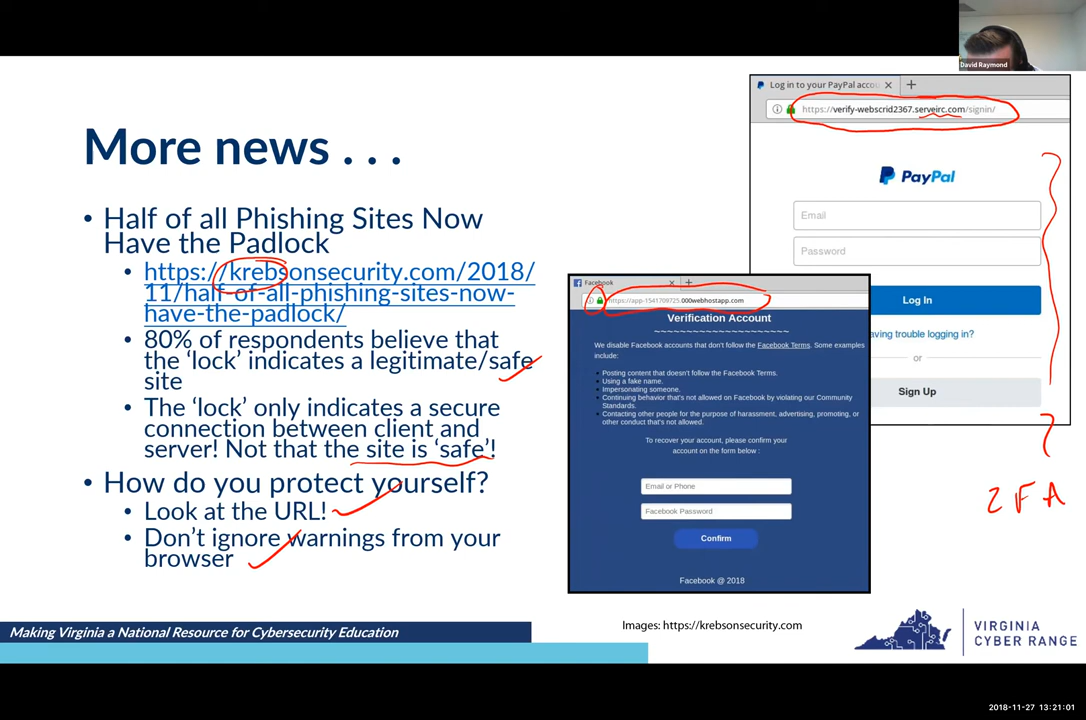 David Raymond
More news . . .
• Half of all Phishing Sites Now
Have the Padlock
• https://krebsonsecurity.com/2018/
11/half-of-all-phishing-sites-now-
have-the-padlock/
• 80% of respondents believe that
the ‘lock’ indicates a legitimate/safe
site
• The ‘lock’ only indicates a secure
connection between client and
server! Not that the site is ‘safe’!
• How do you protect yourself?
• Look at the URL!
• Don’t ignore warnings from your
browser
Log in to your PayPal accou
https://verify-webscrid2367.serveirc.com/signin/
PayPal
Email
Password
Log In
aving trouble logging in?
or
Sign Up
2FA
Facebook
https://app-1541709725.000webhostapp.com
Verification Account
~~~~~~~~~~~~~~~~~~~~~
We disable Facebook accounts that don't follow the Facebook Terms. Some examples
include:
• Posting content that doesn't follow the Facebook Terms.
• Using a fake name.
• Impersonating someone.
• Continuing behavior that's not allowed on Facebook by violating our Community
Standards.
• Contacting other people for the purpose of harassment, advertising, promoting, or
other conduct that's not allowed.
To recover your account, please confirm your
account on the form below :
Email or Phone
Facebook Password
Confirm
Facebook @ 2018
Images: https://krebsonsecurity.com
Making Virginia a National Resource for Cybersecurity Education
VIRGINIA
CYBER RANGE
2018-11-27 13:21:01